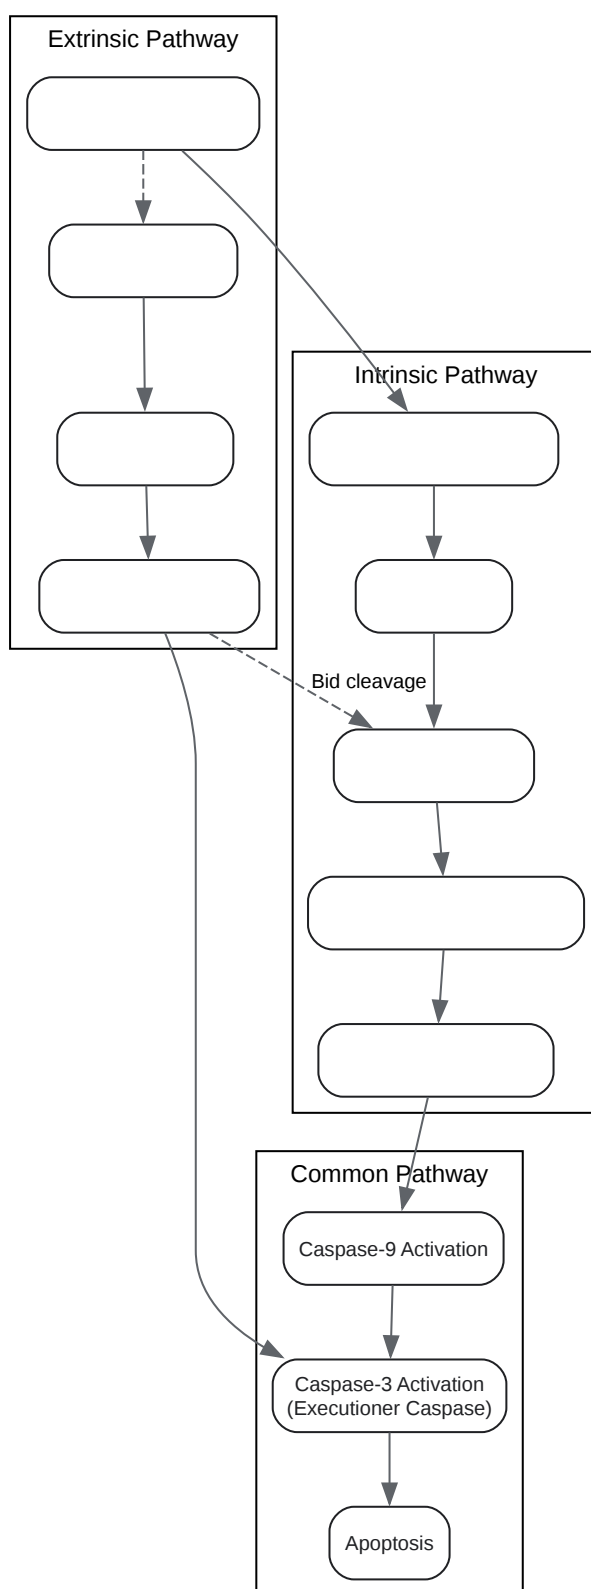 Extrinsic Pathway
Intrinsic Pathway
Bid cleavage
Common Pathway
Caspase-9 Activation
Caspase-3 Activation
(Executioner Caspase)
Apoptosis